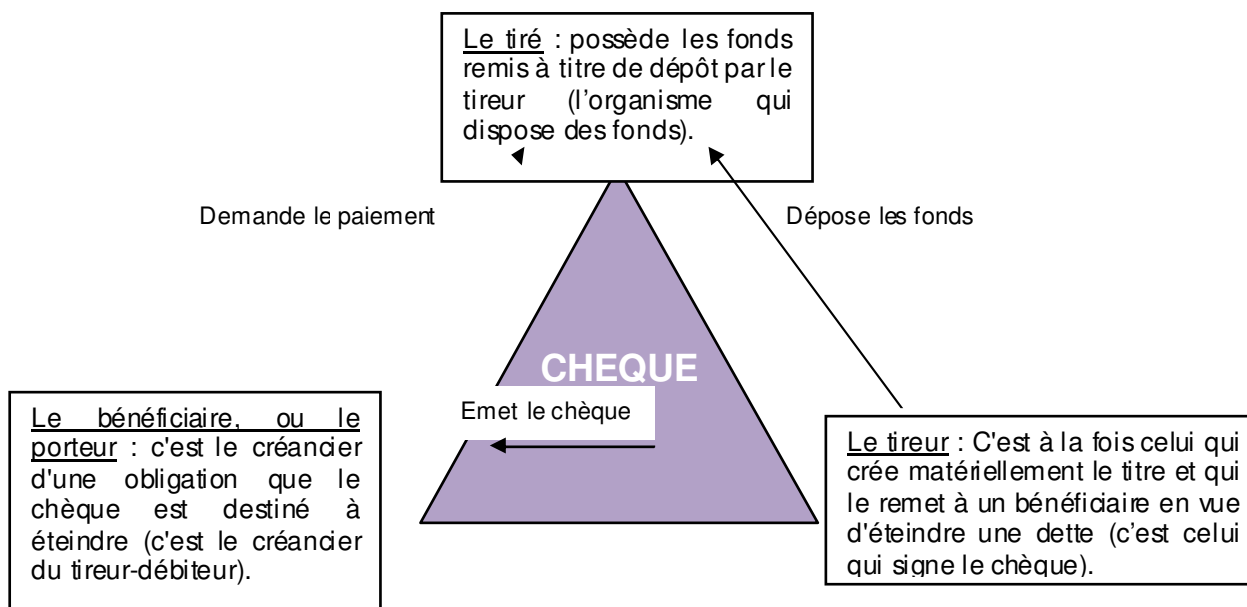 Le tiré : possède les fonds
remis à titre de dépôt par le
tireur (l'organisme qui
dispose des fonds).
Demande le paiement
Dépose les fonds
CHEQUE
Emet le chèque
Le bénéficiaire, ou le
porteur : c'est le créancier
d'une obligation que le
chèque est destiné à
éteindre (c'est le créancier
du tireur-débiteur).
Le tireur : C'est à la fois celui qui
crée matériellement le titre et qui
le remet à un bénéficiaire en vue
d'éteindre une dette (c'est celui
qui signe le chèque).